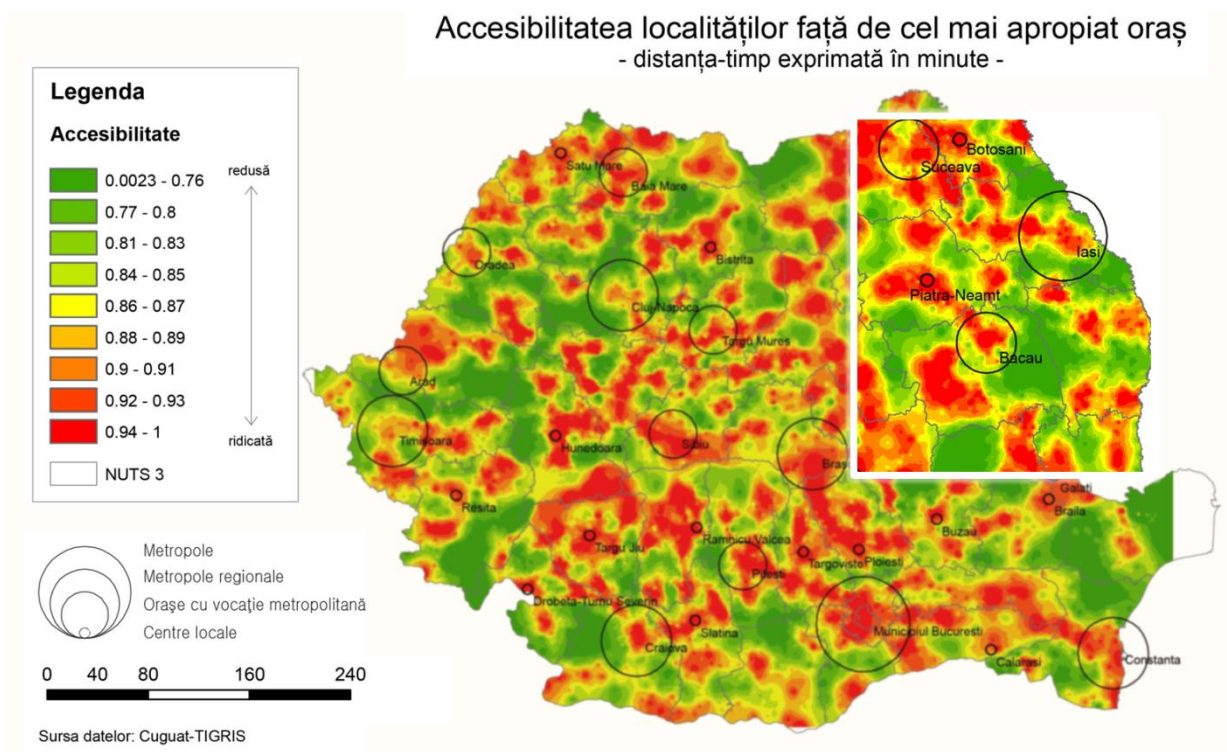 Accesibilitatea localităților față de cel mai apropiat oraș
- distanța-timp exprimată în minute -
Legenda
Accesibilitate
0.0023 - 0.76
0.77 - 0.8
0.81 - 0.83
0.84 - 0.85
0.86 - 0.87
0.88 - 0.89
0.9 - 0.91
0.92 - 0.93
0.94 - 1
NUTS 3
redusă
ridicată
Metropole
Metropole regionale
Orașe cu vocație metropolitană
Centre locale
0 40 80 160 240
Sursa datelor: Cuguat-TIGRIS
Satu Mare
Baia Mare
Botosani
Suceava
Oradea
Bistrita
Iasi
Cluj-Napoca
Piatra-Neamt
Targu Mures
Bacau
Arad
Timisoara
Hunedoara
Sibiu
Braso
Resita
Galati
Braila
Buzau
Ramnicu Valcea
Targu Jiu
Targoviste
Ploiesti
Pitesti
Drobeta-Turnu Severin
Slatina
Craiova
Municipiul Bucuresti
Calarasi
Constanta